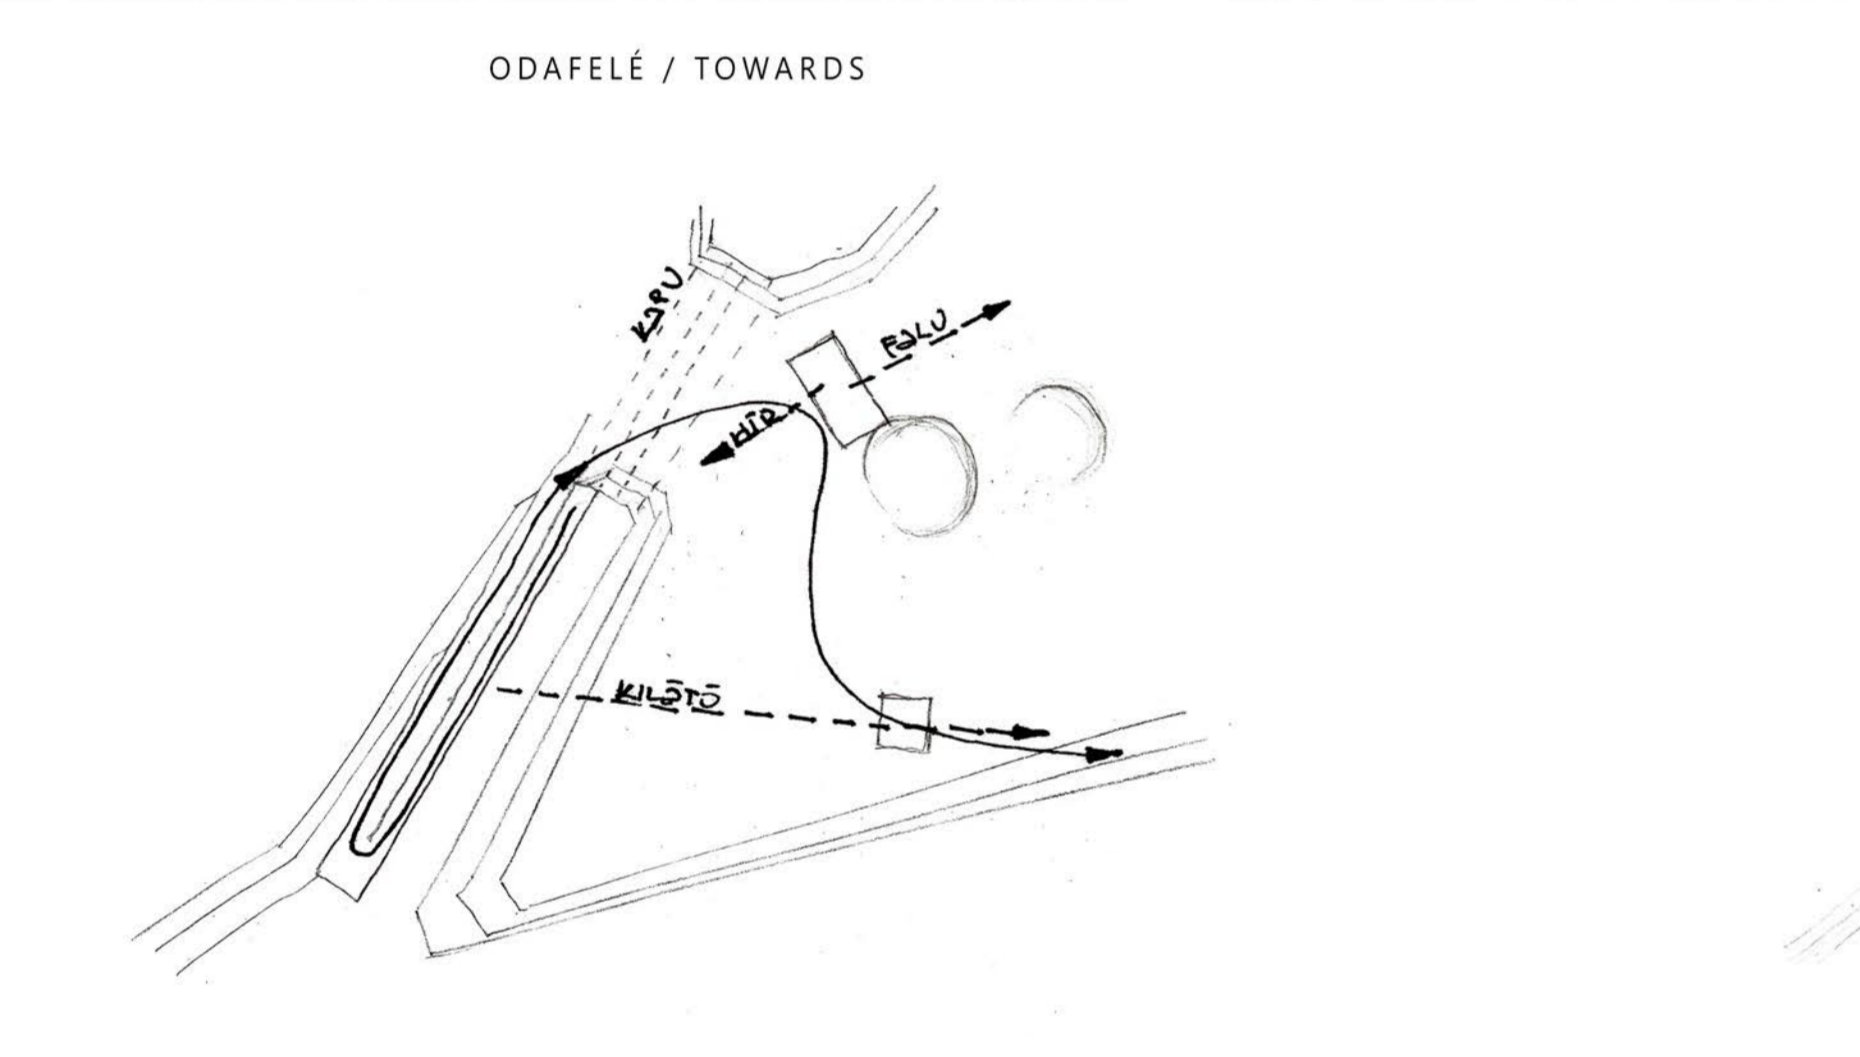 ODAFELÉ / TOWARDS
KAPU
FALU
HÍD
KILÁTÓ